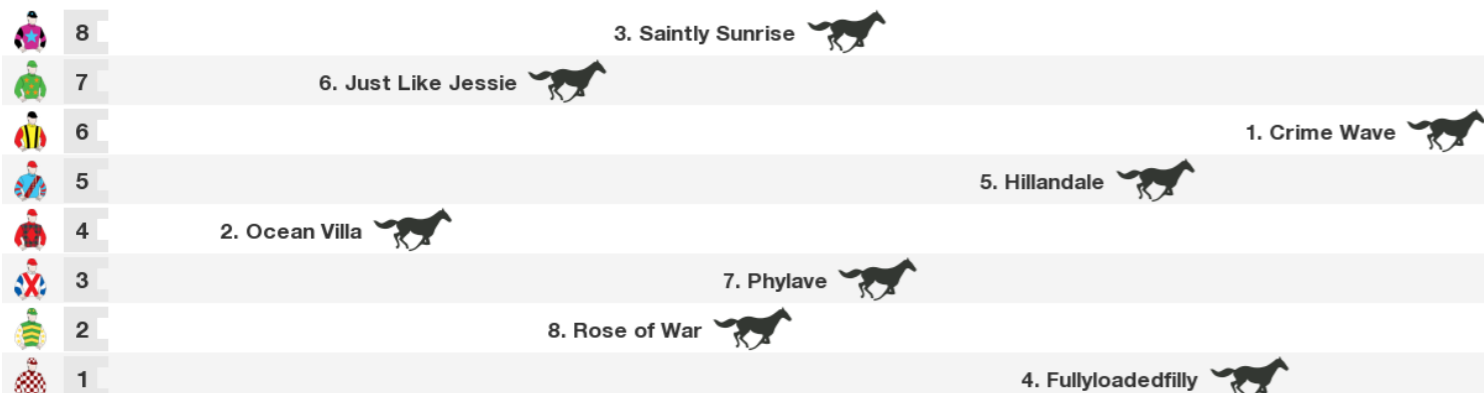 8 3. Saintly Sunrise
7 6. Just Like Jessie
6 1. Crime Wave
5 5. Hillandale
4 2. Ocean Villa
3 7. Phylave
2 8. Rose of War
1 4. Fullyloadedfilly